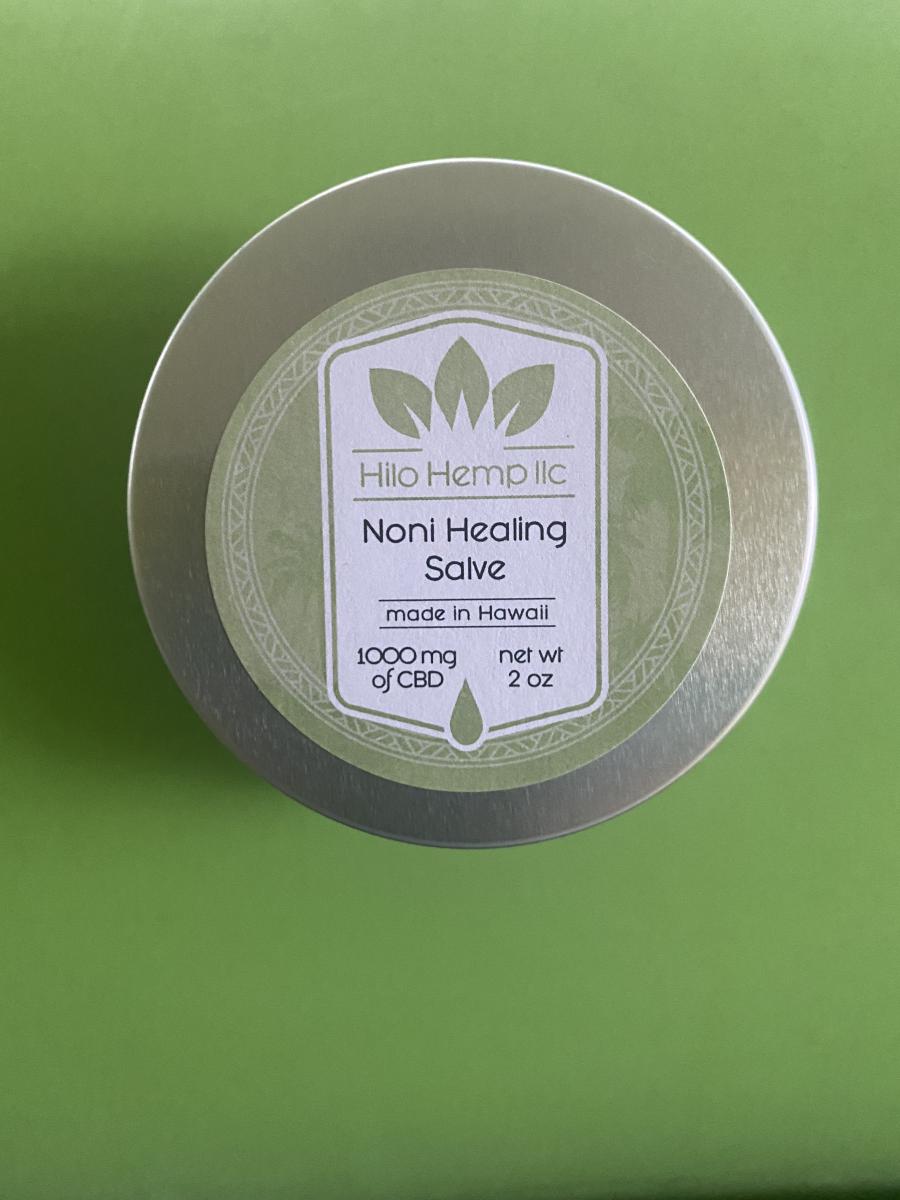 Hilo Hemp llc
Noni Healing
Salve
made in Hawaii
1000 mg
of CBD
net wt
2 oz